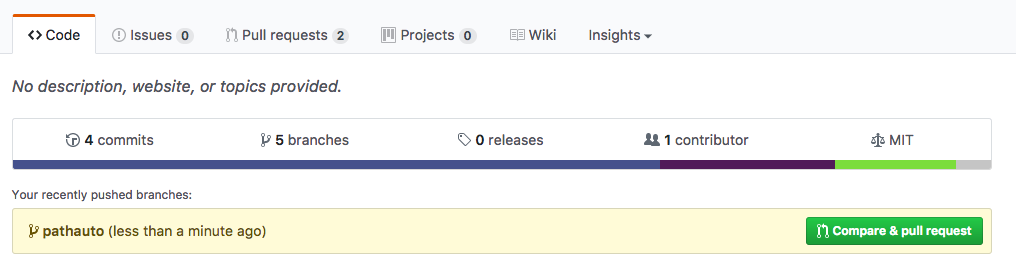 Code Issues 0 Pull requests 2 Projects 0 Wiki Insights
No description, website, or topics provided.
4 commits 5 branches 0 releases 1 contributor MIT
Your recently pushed branches:
pathauto (less than a minute ago) Compare & pull request